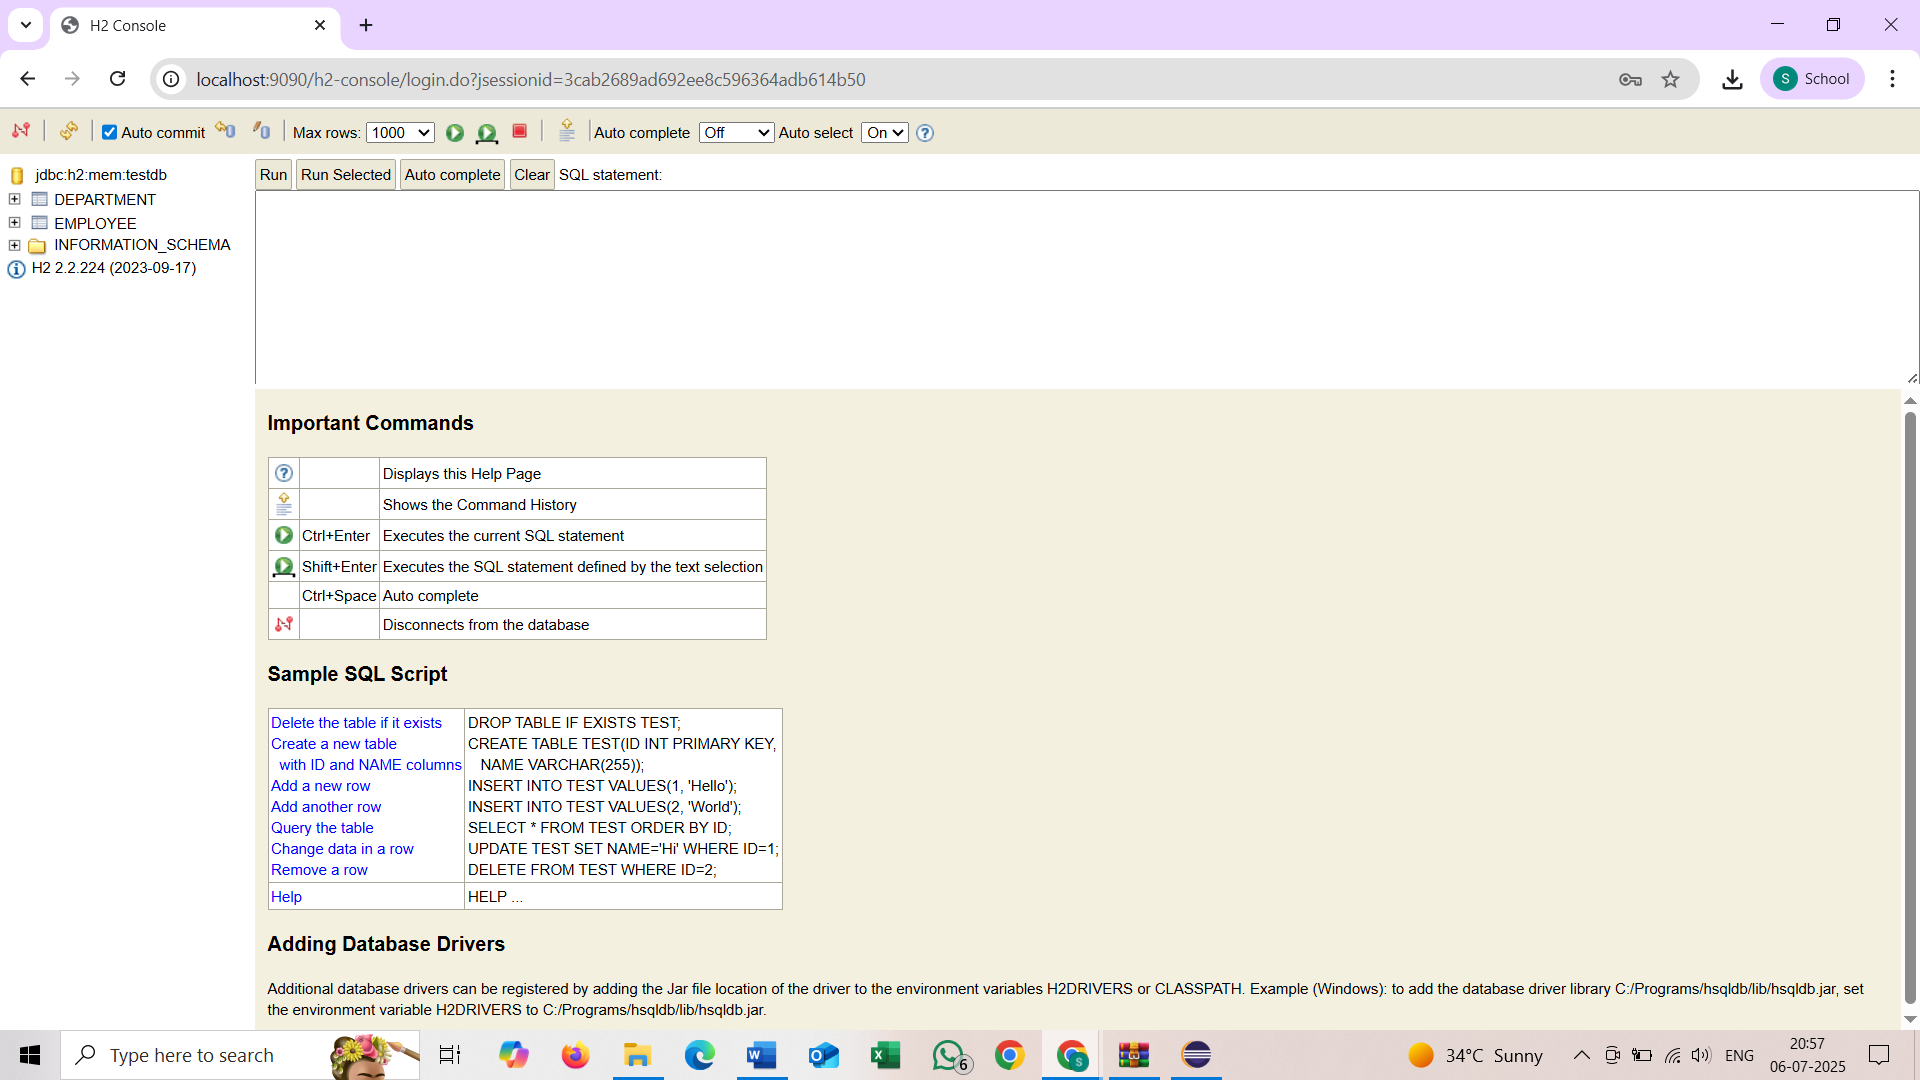 H2 Console
localhost:9090/h2-console/login.do?jsessionid=3cab2689ad692ee8c596364adb614b50
S School
Auto commit Max rows: 1000 Auto complete Off Auto select On
jdbc:h2:mem:testdb
DEPARTMENT
EMPLOYEE
INFORMATION_SCHEMA
H2 2.2.224 (2023-09-17)
Run Run Selected Auto complete Clear SQL statement:
Important Commands
Displays this Help Page
Shows the Command History
Ctrl+Enter Executes the current SQL statement
Shift+Enter Executes the SQL statement defined by the text selection
Ctrl+Space Auto complete
Disconnects from the database
Sample SQL Script
Delete the table if it exists DROP TABLE IF EXISTS TEST;
Create a new table CREATE TABLE TEST(ID INT PRIMARY KEY,
with ID and NAME columns NAME VARCHAR(255));
Add a new row INSERT INTO TEST VALUES(1, 'Hello');
Add another row INSERT INTO TEST VALUES(2, 'World');
Query the table SELECT * FROM TEST ORDER BY ID;
Change data in a row UPDATE TEST SET NAME='Hi' WHERE ID=1;
Remove a row DELETE FROM TEST WHERE ID=2;
Help HELP ...
Adding Database Drivers
Additional database drivers can be registered by adding the Jar file location of the driver to the environment variables H2DRIVERS or CLASSPATH. Example (Windows): to add the database driver library C:/Programs/hsqldb/lib/hsqldb.jar, set
the environment variable H2DRIVERS to C:/Programs/hsqldb/lib/hsqldb.jar.
Type here to search
6
S
34°C Sunny
ENG
20:57
06-07-2025